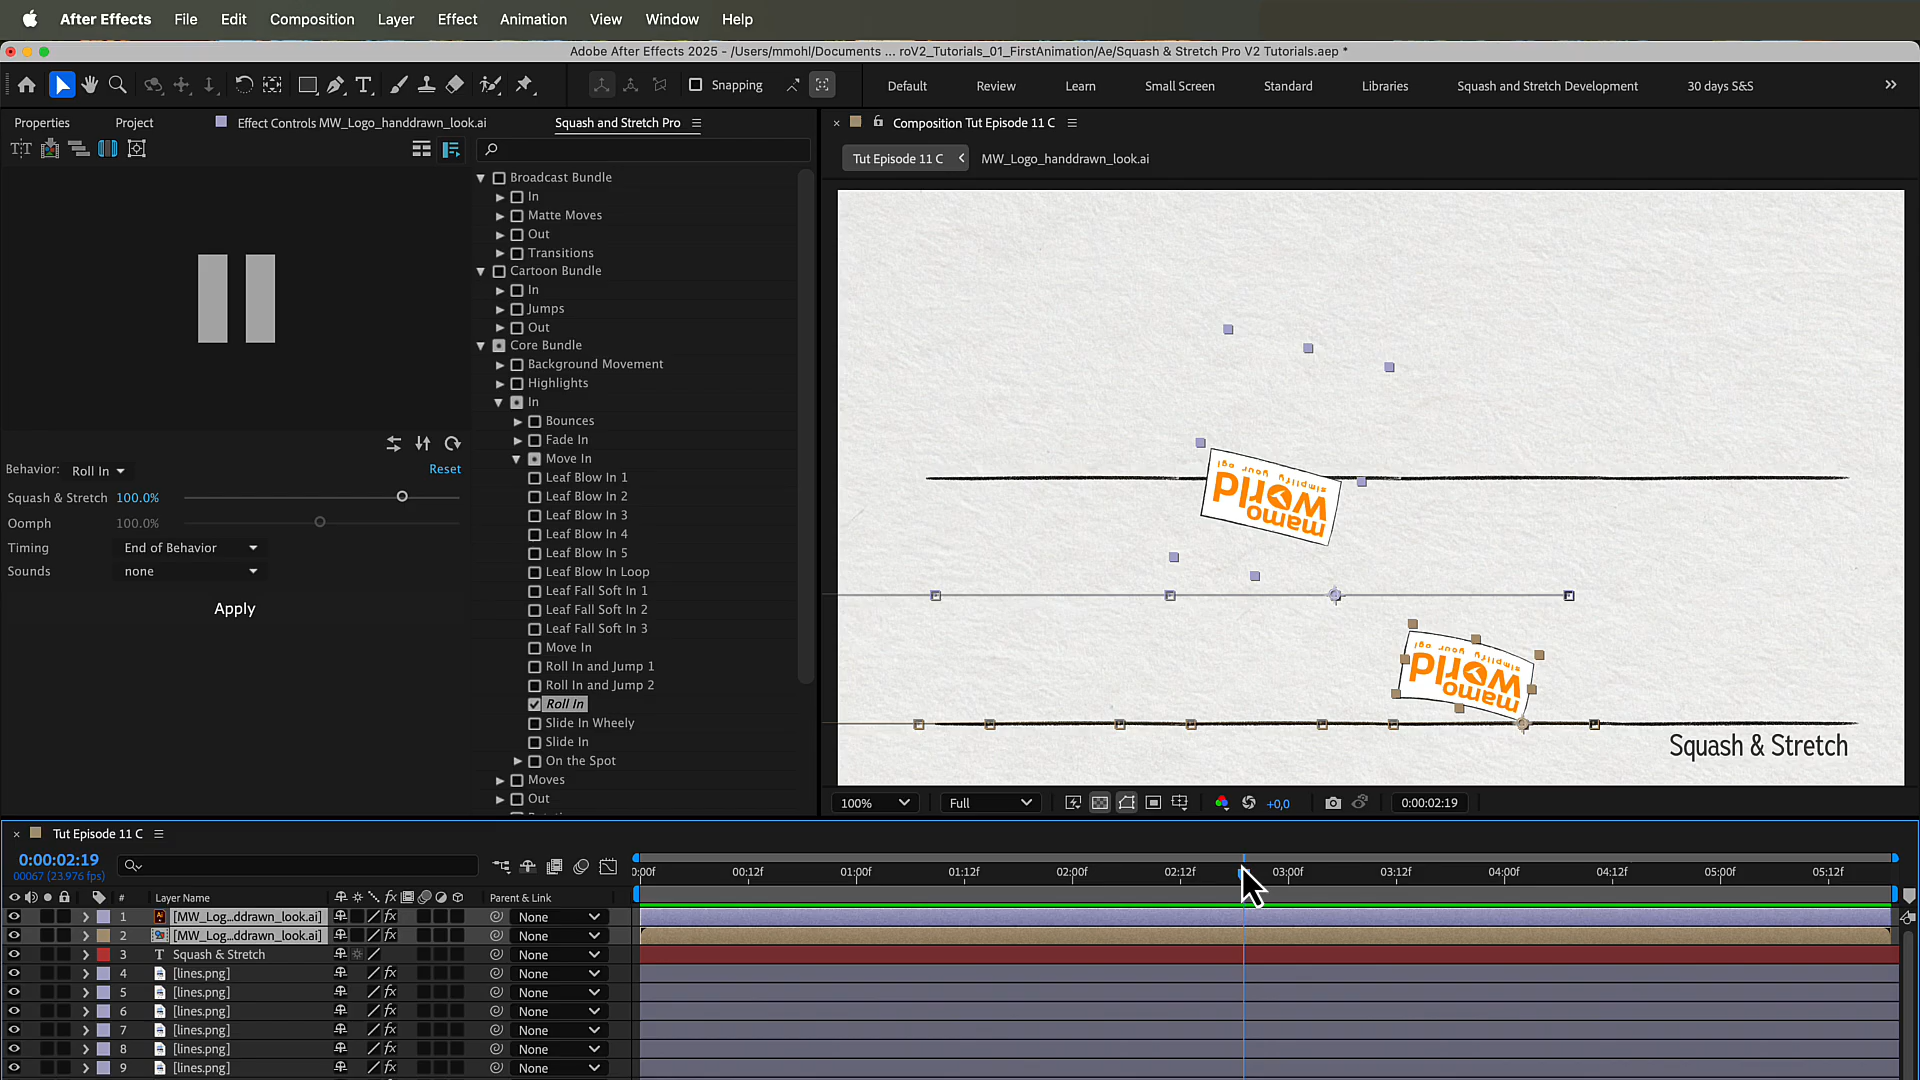 After Effects File Edit Composition Layer Effect Animation View Window Help
Adobe After Effects 2025 - /Users/mmohl/Documents ... roV2_Tutorials_01_FirstAnimation/Ae/Squash & Stretch Pro V2 Tutorials.aep *
Snapping Default Review Learn Small Screen Standard Libraries Squash and Stretch Development 30 days S&S
Properties Project Effect Controls MW_Logo_handdrawn_look.ai Squash and Stretch Pro
Composition Tut Episode 11 C
Tut Episode 11 C MW_Logo_handdrawn_look.ai
Broadcast Bundle
In
Matte Moves
Out
Transitions
Cartoon Bundle
In
Jumps
Out
Core Bundle
Background Movement
Highlights
In
Bounces
Fade In
Move In
Leaf Blow In 1
Leaf Blow In 2
Leaf Blow In 3
Leaf Blow In 4
Leaf Blow In 5
Leaf Blow In Loop
Leaf Fall Soft In 1
Leaf Fall Soft In 2
Leaf Fall Soft In 3
Move In
Roll In and Jump 1
Roll In and Jump 2
Roll In
Slide In Wheely
Slide In
On the Spot
Moves
Out
Behavior: Roll In Reset
Squash & Stretch 100.0%
Oomph 100.0%
Timing End of Behavior
Sounds none
Apply
mamo
world
simplify your
mamo
world
simplify your
Squash & Stretch
100% Full +0,0 0:00:02:19
Tut Episode 11 C
0:00:02:19
00067 (23.976 fps)
0:00f 00:12f 01:00f 01:12f 02:00f 02:12f 03:00f 03:12f 04:00f 04:12f 05:00f 05:12f
# Layer Name Parent & Link
1 [MW_Log...ddrawn_look.ai] None
2 [MW_Log...ddrawn_look.ai] None
3 T Squash & Stretch None
4 [lines.png] None
5 [lines.png] None
6 [lines.png] None
7 [lines.png] None
8 [lines.png] None
9 [lines.png] None